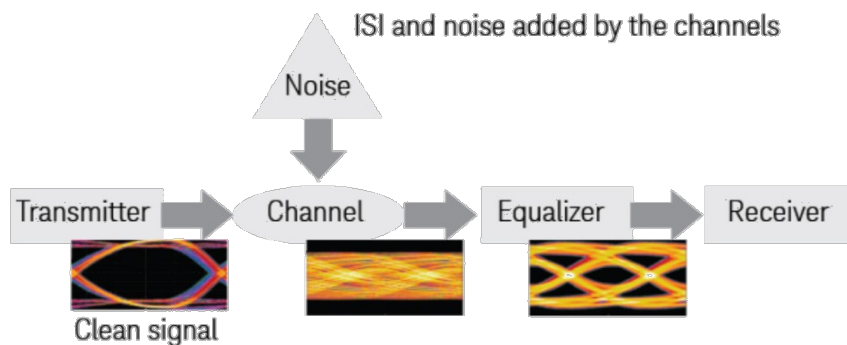 ISI and noise added by the channels
Noise
Transmitter
Channel
Equalizer
Receiver
Clean signal